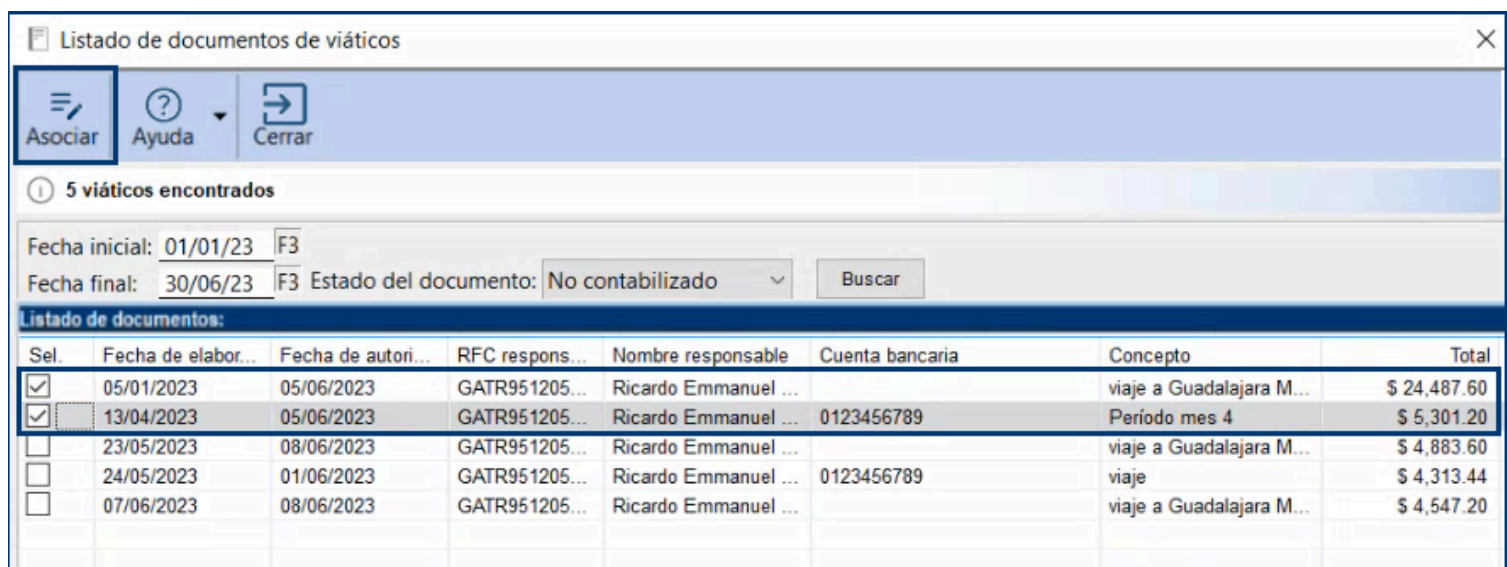 Listado de documentos de viáticos
Asociar Ayuda Cerrar
5 viáticos encontrados
Fecha inicial: 01/01/23 F3
Fecha final: 30/06/23 F3 Estado del documento: No contabilizado Buscar
Listado de documentos:
Sel. Fecha de elabor... Fecha de autori... RFC respons... Nombre responsable Cuenta bancaria Concepto Total
05/01/2023 05/06/2023 GATR951205... Ricardo Emmanuel ... viaje a Guadalajara M... $ 24,487.60
13/04/2023 05/06/2023 GATR951205... Ricardo Emmanuel ... 0123456789 Período mes 4 $ 5,301.20
23/05/2023 08/06/2023 GATR951205... Ricardo Emmanuel ... viaje a Guadalajara M... $ 4,883.60
24/05/2023 01/06/2023 GATR951205... Ricardo Emmanuel ... 0123456789 viaje $ 4,313.44
07/06/2023 08/06/2023 GATR951205... Ricardo Emmanuel ... viaje a Guadalajara M... $ 4,547.20